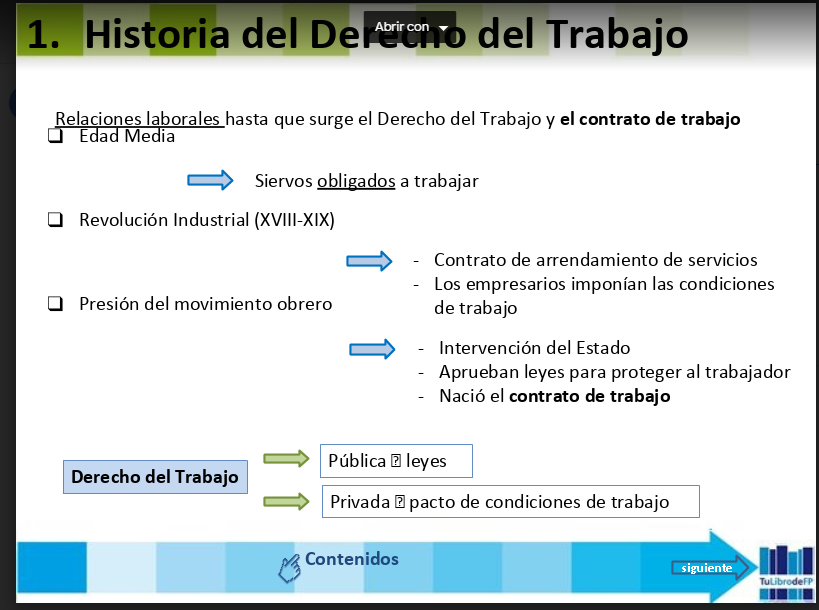 Abrir con
1. Historia del Derecho del Trabajo
Relaciones laborales hasta que surge el Derecho del Trabajo y el contrato de trabajo
❑ Edad Media
Siervos obligados a trabajar
❑ Revolución Industrial (XVIII-XIX)
- Contrato de arrendamiento de servicios
- Los empresarios imponían las condiciones
de trabajo
❑ Presión del movimiento obrero
- Intervención del Estado
- Aprueban leyes para proteger al trabajador
- Nació el contrato de trabajo
Derecho del Trabajo
Pública ⍰ leyes
Privada ⍰ pacto de condiciones de trabajo
Contenidos
siguiente
TuLibrodeFP